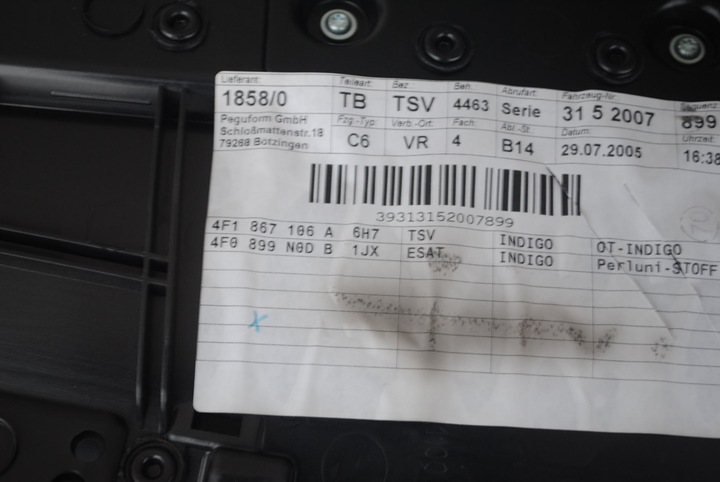 Lieferant: Teileart: Bez Beh. Abrufart: Fahrzeug-Nr.
1858/0 TB TSV 4463 Serie 31 5 2007 899
Peguform GmbH Fzg.-Typ: Verb.-Ort: Fach: Abl.-St. Datum: Uhrzeit:
Schloßmattenstr.18
79268 Bötzingen C6 VR 4 B14 29.07.2005 16:38
39313152007899
4F1 867 106 A 6H7 TSV INDIGO OT-INDIGO
4F0 899 N0D B 1JX ESAT INDIGO Perluni-STOFF